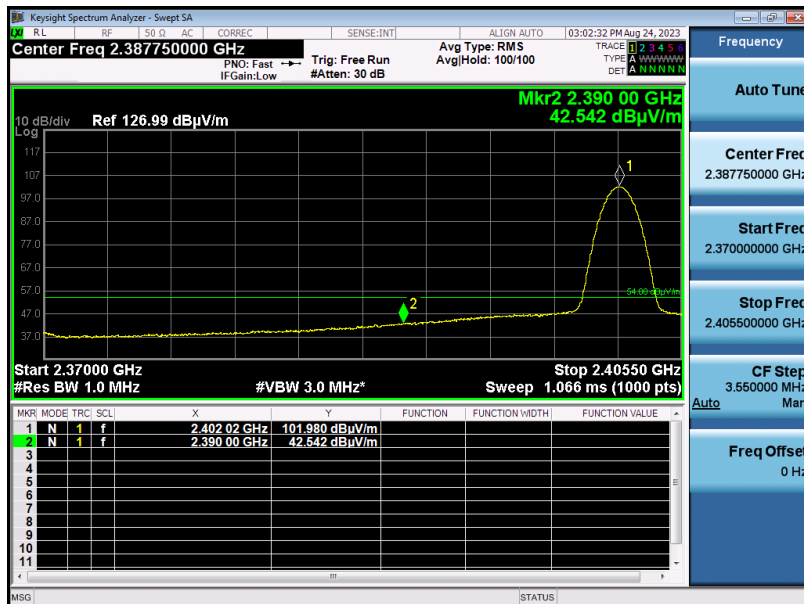 Keysight Spectrum Analyzer - Swept SA
LXI RL RF 50 Ω AC CORREC SENSE:INT ALIGN AUTO 03:02:32 PM Aug 24, 2023
Center Freq 2.387750000 GHz
PNO: Fast
IFGain:Low
Trig: Free Run
#Atten: 30 dB
Avg Type: RMS
Avg|Hold: 100/100
TRACE 1 2 3 4 5 6
TYPE A WWWWW
DET A N N N N N
Mkr2 2.390 00 GHz
42.542 dBμV/m
10 dB/div Ref 126.99 dBμV/m
Log
117
107
97.0
87.0
77.0
67.0
57.0
47.0
37.0
1
2
54.00 dBμV/m
Start 2.37000 GHz Stop 2.40550 GHz
#Res BW 1.0 MHz #VBW 3.0 MHz* Sweep 1.066 ms (1000 pts)
MKR MODE TRC SCL X Y FUNCTION FUNCTION WIDTH FUNCTION VALUE
1 N 1 f 2.402 02 GHz 101.980 dBμV/m
2 N 1 f 2.390 00 GHz 42.542 dBμV/m
3
4
5
6
7
8
9
10
11
MSG STATUS
Frequency
Auto Tune
Center Freq
2.387750000 GHz
Start Freq
2.370000000 GHz
Stop Freq
2.405500000 GHz
CF Step
3.550000 MHz
Auto Man
Freq Offset
0 Hz